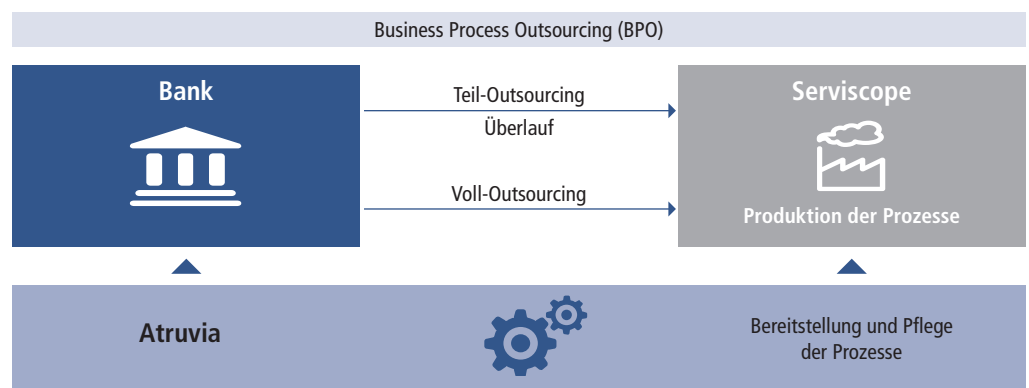 Business Process Outsourcing (BPO)
Bank
Teil-Outsourcing
Überlauf
Voll-Outsourcing
Serviscope
Produktion der Prozesse
Atruvia
Bereitstellung und Pflege
der Prozesse